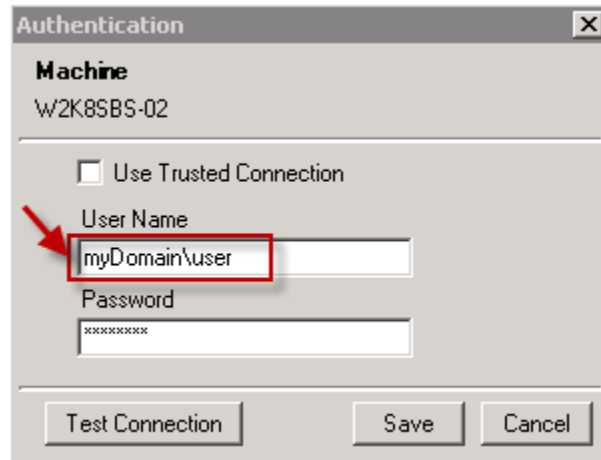 Authentication
Machine
W2K8SBS-02
Use Trusted Connection
User Name
myDomain\user
Password
********
Test Connection Save Cancel